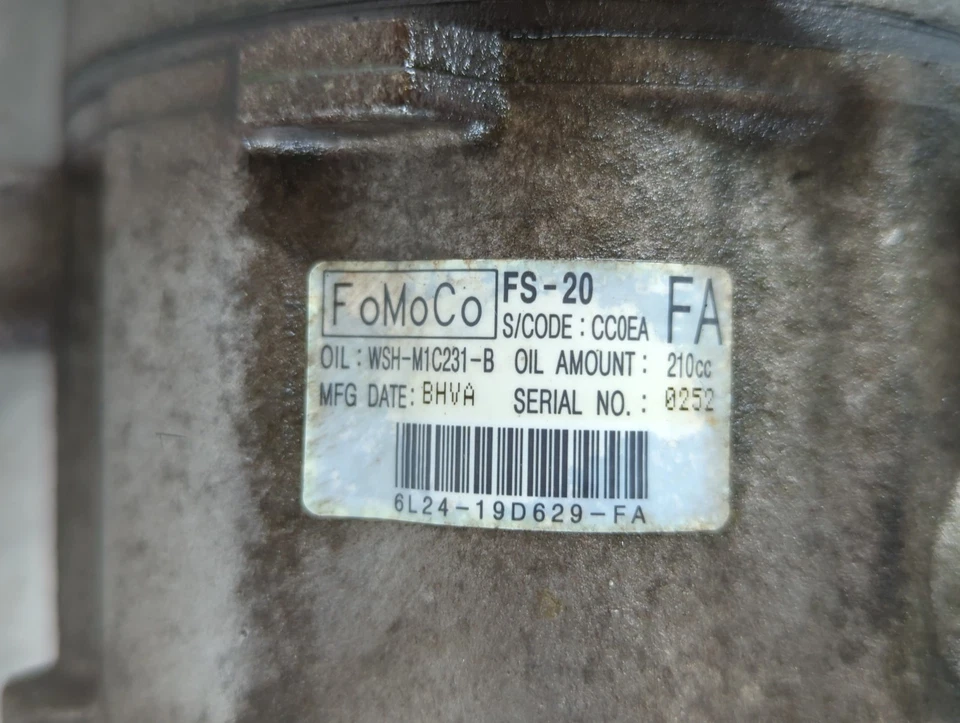 FoMoCo FS-20 FA
S/CODE : CC0EA
OIL : WSH-M1C231-B OIL AMOUNT : 210cc
MFG DATE: BHVA SERIAL NO. : 0252
6L24-19D629-FA